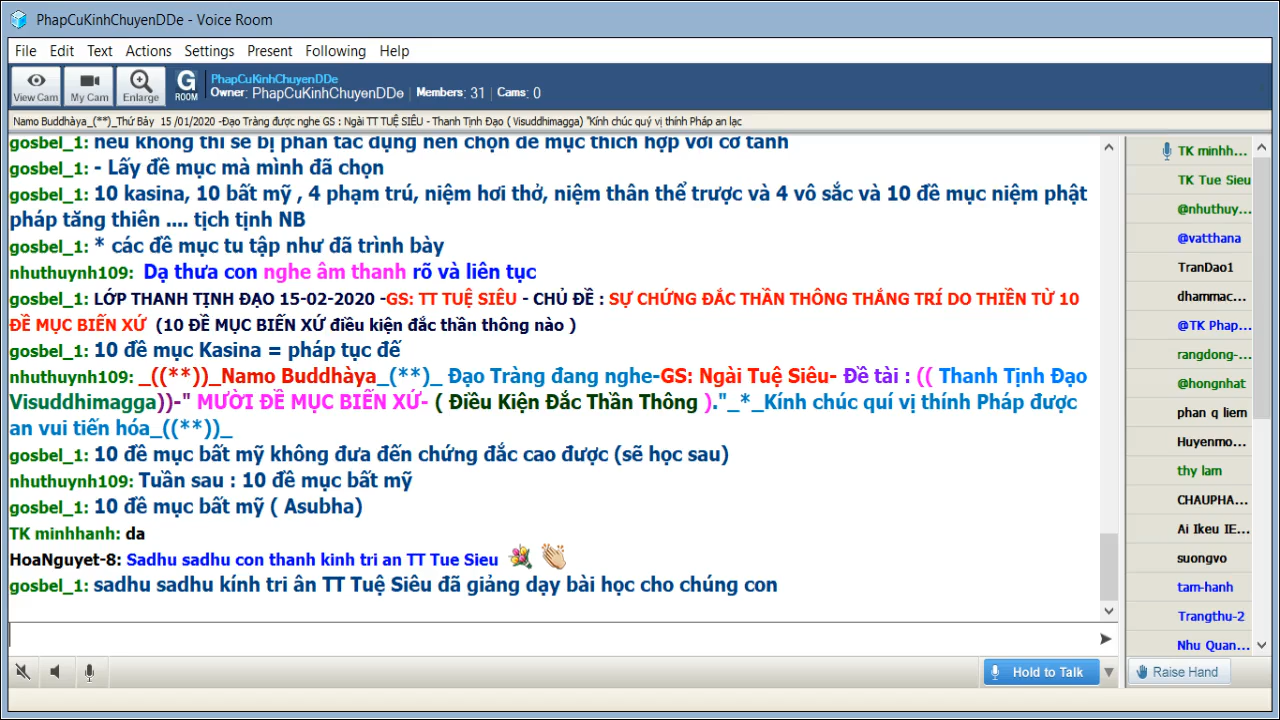 PhapCuKinhChuyenDDe - Voice Room
File Edit Text Actions Settings Present Following Help
View Cam My Cam Enlarge G ROOM
PhapCuKinhChuyenDDe
Owner: PhapCuKinhChuyenDDe Members: 31 Cams: 0
Namo Buddhàya_(**)_Thứ Bảy 15 /01/2020 -Đạo Tràng được nghe GS : Ngài TT TUỆ SIÊU - Thanh Tịnh Đạo ( Visuddhimagga) "Kính chúc quý vị thính Pháp an lạc
gosbel_1: nếu không thì sẽ bị phản tác dụng nên chọn đề mục thích hợp với cơ tánh
gosbel_1: - Lấy đề mục mà mình đã chọn
gosbel_1: 10 kasina, 10 bất mỹ , 4 phạm trú, niệm hơi thở, niệm thân thể trược và 4 vô sắc và 10 đề mục niệm phật
pháp tăng thiên .... tịch tịnh NB
gosbel_1: * các đề mục tu tập như đã trình bày
nhuthuynh109: Dạ thưa con nghe âm thanh rõ và liên tục
gosbel_1: LỚP THANH TỊNH ĐẠO 15-02-2020 -GS: TT TUỆ SIÊU - CHỦ ĐỀ : SỰ CHỨNG ĐẮC THẦN THÔNG THẮNG TRÍ DO THIỀN TỪ 10
ĐỀ MỤC BIẾN XỨ (10 ĐỀ MỤC BIẾN XỨ điều kiện đắc thần thông nào )
gosbel_1: 10 đề mục Kasina = pháp tục đế
nhuthuynh109: _((**))_Namo Buddhàya_(**)_ Đạo Tràng đang nghe-GS: Ngài Tuệ Siêu- Đề tài : (( Thanh Tịnh Đạo
Visuddhimagga))-" MƯỜI ĐỀ MỤC BIẾN XỨ- ( Điều Kiện Đắc Thần Thông )."_*_Kính chúc quí vị thính Pháp được
an vui tiến hóa_((**))_
gosbel_1: 10 đề mục bất mỹ không đưa đến chứng đắc cao được (sẽ học sau)
nhuthuynh109: Tuần sau : 10 đề mục bất mỹ
gosbel_1: 10 đề mục bất mỹ ( Asubha)
TK minhhanh: da
HoaNguyet-8: Sadhu sadhu con thanh kinh tri an TT Tue Sieu
gosbel_1: sadhu sadhu kính tri ân TT Tuệ Siêu đã giảng dạy bài học cho chúng con
Hold to Talk
TK minhh...
TK Tue Sieu
@nhuthuy...
@vatthana
TranDao1
dhammac...
@TK Phap...
rangdong-...
@hongnhat
phan q liem
Huyenmo...
thy lam
CHAUPHA...
Ai Ikeu IE...
suongvo
tam-hanh
Trangthu-2
Nhu Quan...
Raise Hand